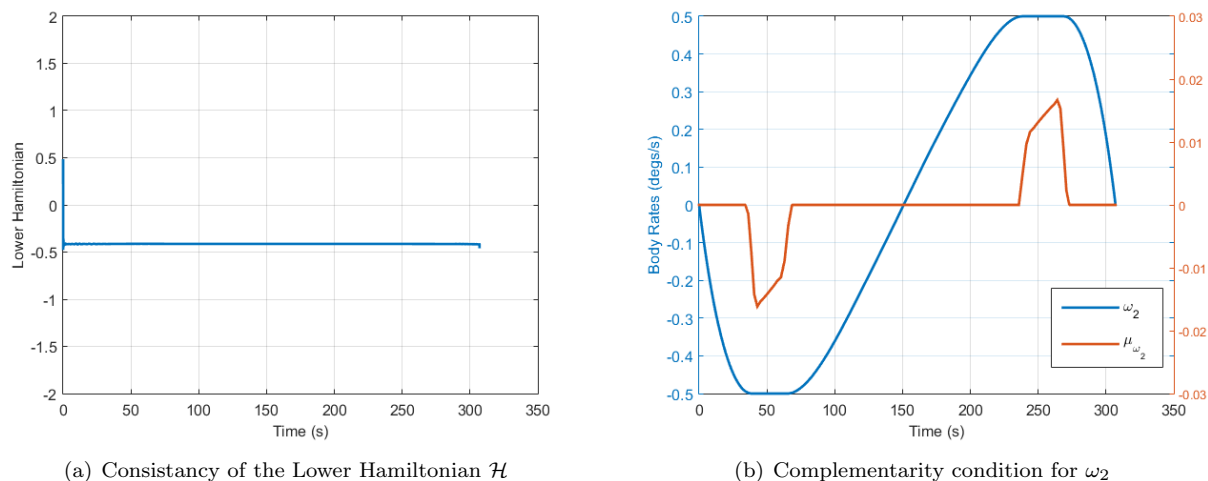 2
1.5
1
0.5
0
-0.5
-1
-1.5
-2
Lower Hamiltonian
0 50 100 150 200 250 300 350
Time (s)
(a) Consistancy of the Lower Hamiltonian ℋ
0.5
0.4
0.3
0.2
0.1
0
-0.1
-0.2
-0.3
-0.4
-0.5
Body Rates (degs/s)
0.03
0.02
0.01
0
-0.01
-0.02
-0.03
ω₂
μ_ω₂
0 50 100 150 200 250 300 350
Time (s)
(b) Complementarity condition for ω₂